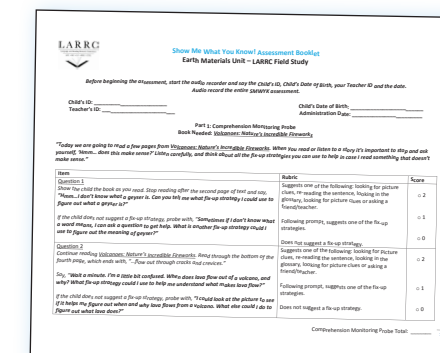 LARRC
Show Me What You Know! Assessment Booklet
Earth Materials Unit – LARRC Field Study
Before beginning the assessment, start the audio recorder and say the Child's ID, Child's Date of Birth, your Teacher ID and the date.
Audio record the entire SMWYK assessment.
Child's ID: ____________________ Child's Date of Birth: ____________
Teacher's ID: ____________________ Administration Date: ____________
Part 1: Comprehension Monitoring Probe
Book Needed: Volcanoes: Nature's Incredible Fireworks
"Today we are going to read a few pages from Volcanoes: Nature's Incredible Fireworks. When you read or listen to a story it's important to stop and ask
yourself, 'Hmm... does this make sense?' Listen carefully, and think about all the fix-up strategies you can use to help in case I read something that doesn't
make sense."
Item Rubric Score
Question 1
Show the child the book as you read. Stop reading after the second page of text and say,
"Hmm...I don't know what a geyser is. Can you tell me what fix-up strategy I could use to
figure out what a geyser is?"
If the child does not suggest a fix-up strategy, probe with, "Sometimes if I don't know what
a word means, I can ask a question to get help. What is another fix-up strategy could I
use to figure out the meaning of geyser?"
Suggests one of the following: looking for picture
clues, re-reading the sentence, looking in the
glossary, looking for picture clues or asking a
friend/teacher.
○ 2
Following prompt, suggests one of the fix-up
strategies.
○ 1
Does not suggest a fix-up strategy.
○ 0
Question 2
Continue reading Volcanoes: Nature's Incredible Fireworks. Read through the bottom of the
fourth page, which ends with, "...flow out through cracks and crevices."
Say, "Wait a minute. I'm a little bit confused. When does lava flow out of a volcano, and
why? What fix-up strategy could I use to help me understand what makes lava flow?"
If the child does not suggest a fix-up strategy, probe with, "I could look at the picture to see
if it helps me figure out when and why lava flows from a volcano. What else could I do to
figure out what lava does?"
Suggests one of the following: looking for Picture
clues, re-reading the sentence, looking in the
glossary, looking for picture clues or asking a
friend/teacher.
○ 2
Following prompt, suggests one of the fix-up
strategies.
○ 1
Does not suggest a fix-up strategy.
○ 0
Comprehension Monitoring Probe Total: ______